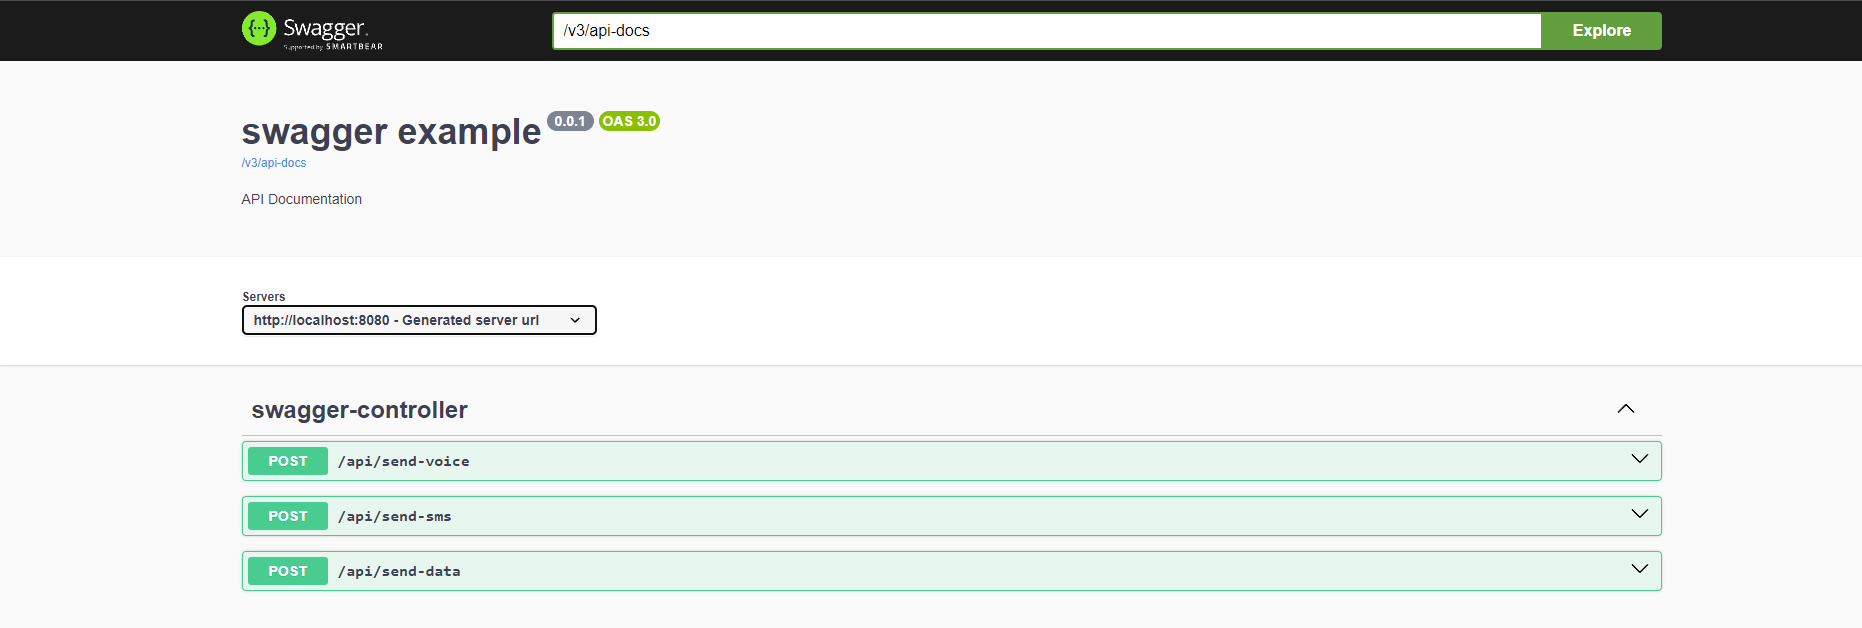 Swagger.
Supported by SMARTBEAR
/v3/api-docs
Explore
swagger example 0.0.1 OAS 3.0
/v3/api-docs
API Documentation
Servers
http://localhost:8080 - Generated server url
swagger-controller
POST /api/send-voice
POST /api/send-sms
POST /api/send-data